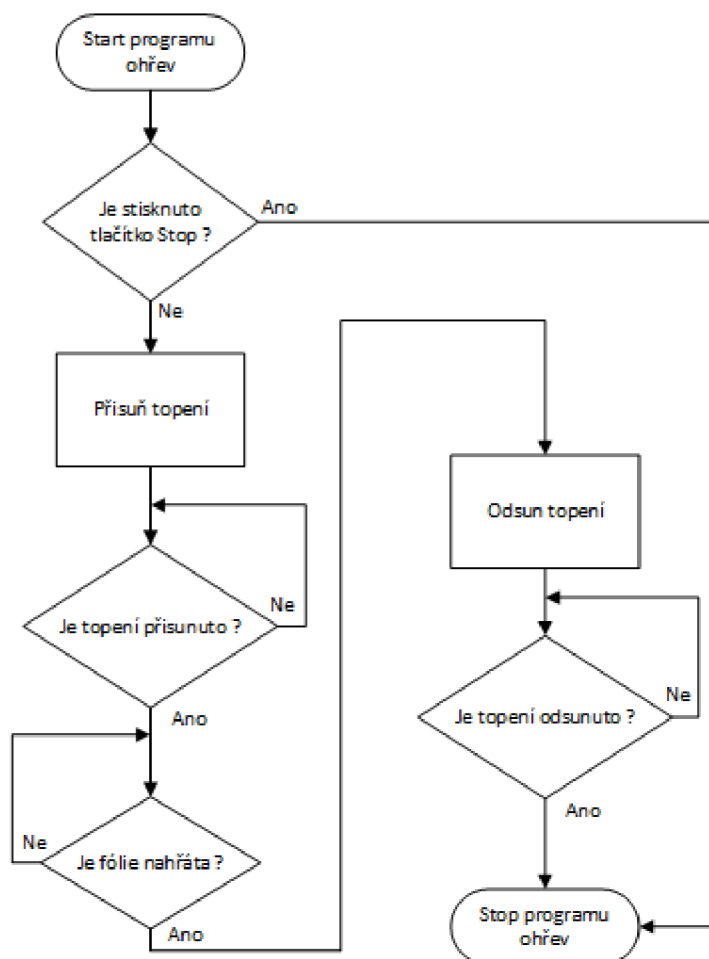 Start programu
ohřev
Je stisknuto
tlačítko Stop ?
Ano
Ne
Přisuň topení
Je topení přisunuto ?
Ne
Ano
Je fólie nahřáta ?
Ne
Ano
Odsun topení
Je topení odsunuto ?
Ne
Ano
Stop programu
ohřev